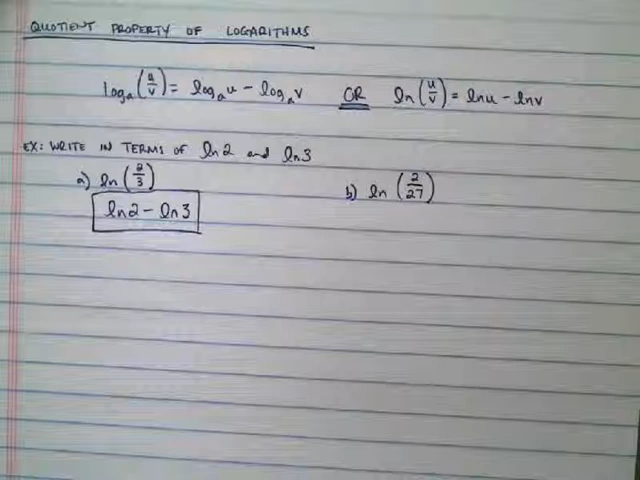 QUOTIENT PROPERTY OF LOGARITHMS
logₐ(u/v) = logₐu - logₐv OR ln(u/v) = lnu - lnv
EX: WRITE IN TERMS OF ln2 and ln3
a) ln(2/3) b) ln(2/27)
ln2 - ln3